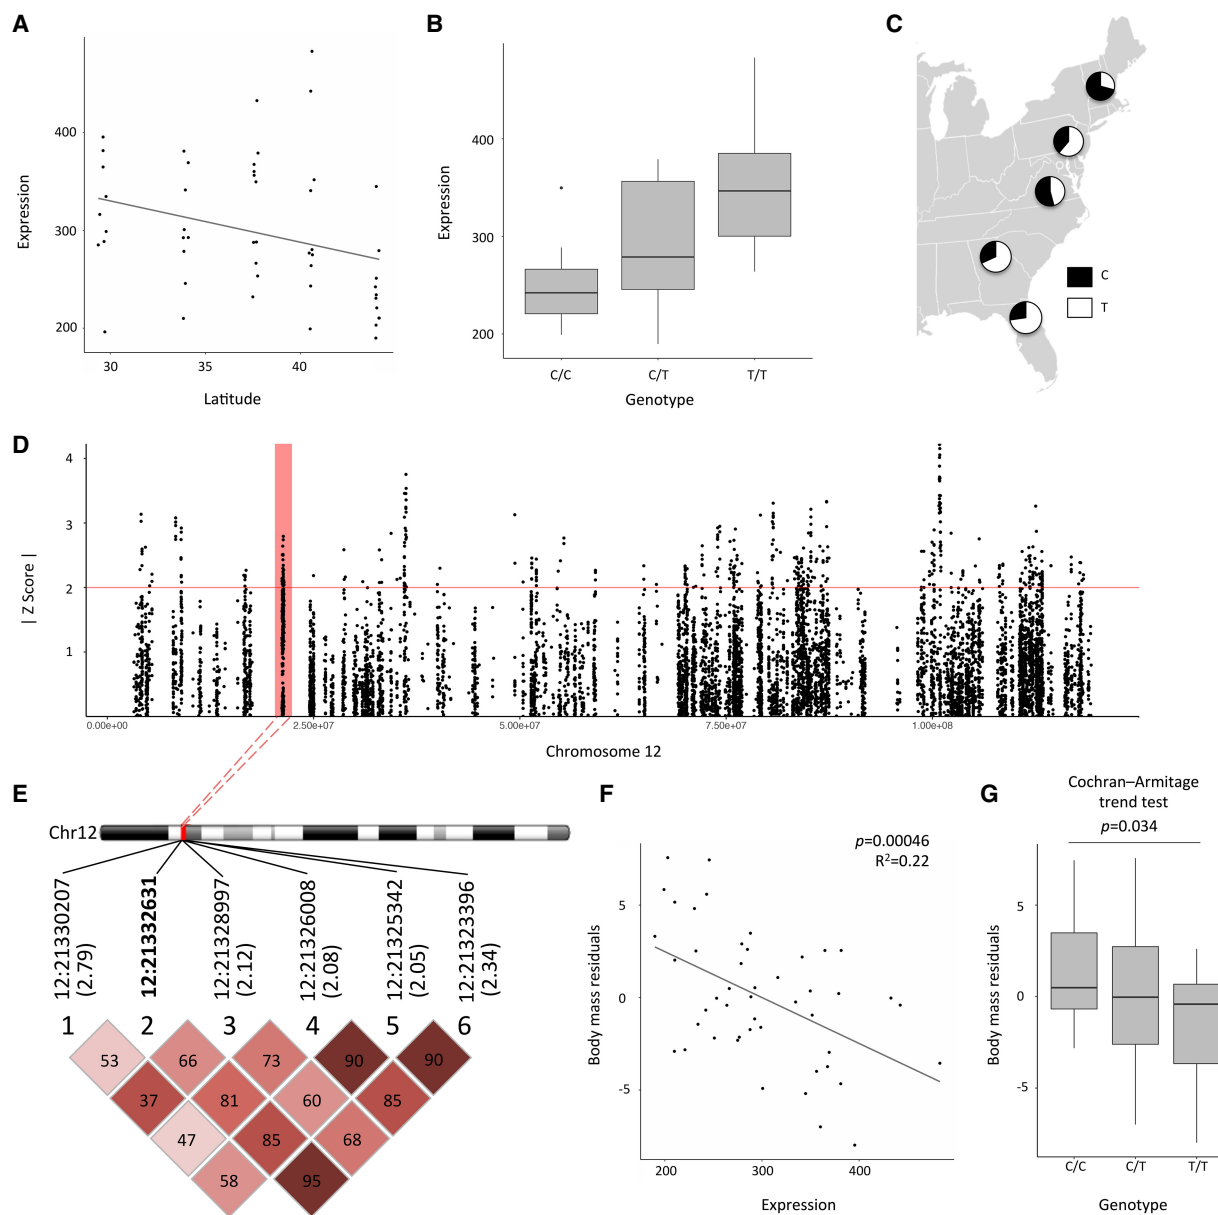 A
Expression
400
300
200
30
35
40
Latitude
B
Expression
400
300
200
C/C
C/T
T/T
Genotype
C
C
T
D
| Z Score |
4
3
2
1
0.00e+00
2.50e+07
5.00e+07
7.50e+07
1.00e+08
Chromosome 12
E
Chr12
12:21330207
(2.79)
12:21332631
12:21328997
(2.12)
12:21326008
(2.08)
12:21325342
(2.05)
12:21323396
(2.34)
1 2 3 4 5 6
53 66 73 90 90
37 81 60 85
47 85 68
58 95
F
p=0.00046
R²=0.22
Body mass residuals
5
0
-5
200
300
400
Expression
G
Cochran–Armitage
trend test
p=0.034
Body mass residuals
5
0
-5
C/C
C/T
T/T
Genotype